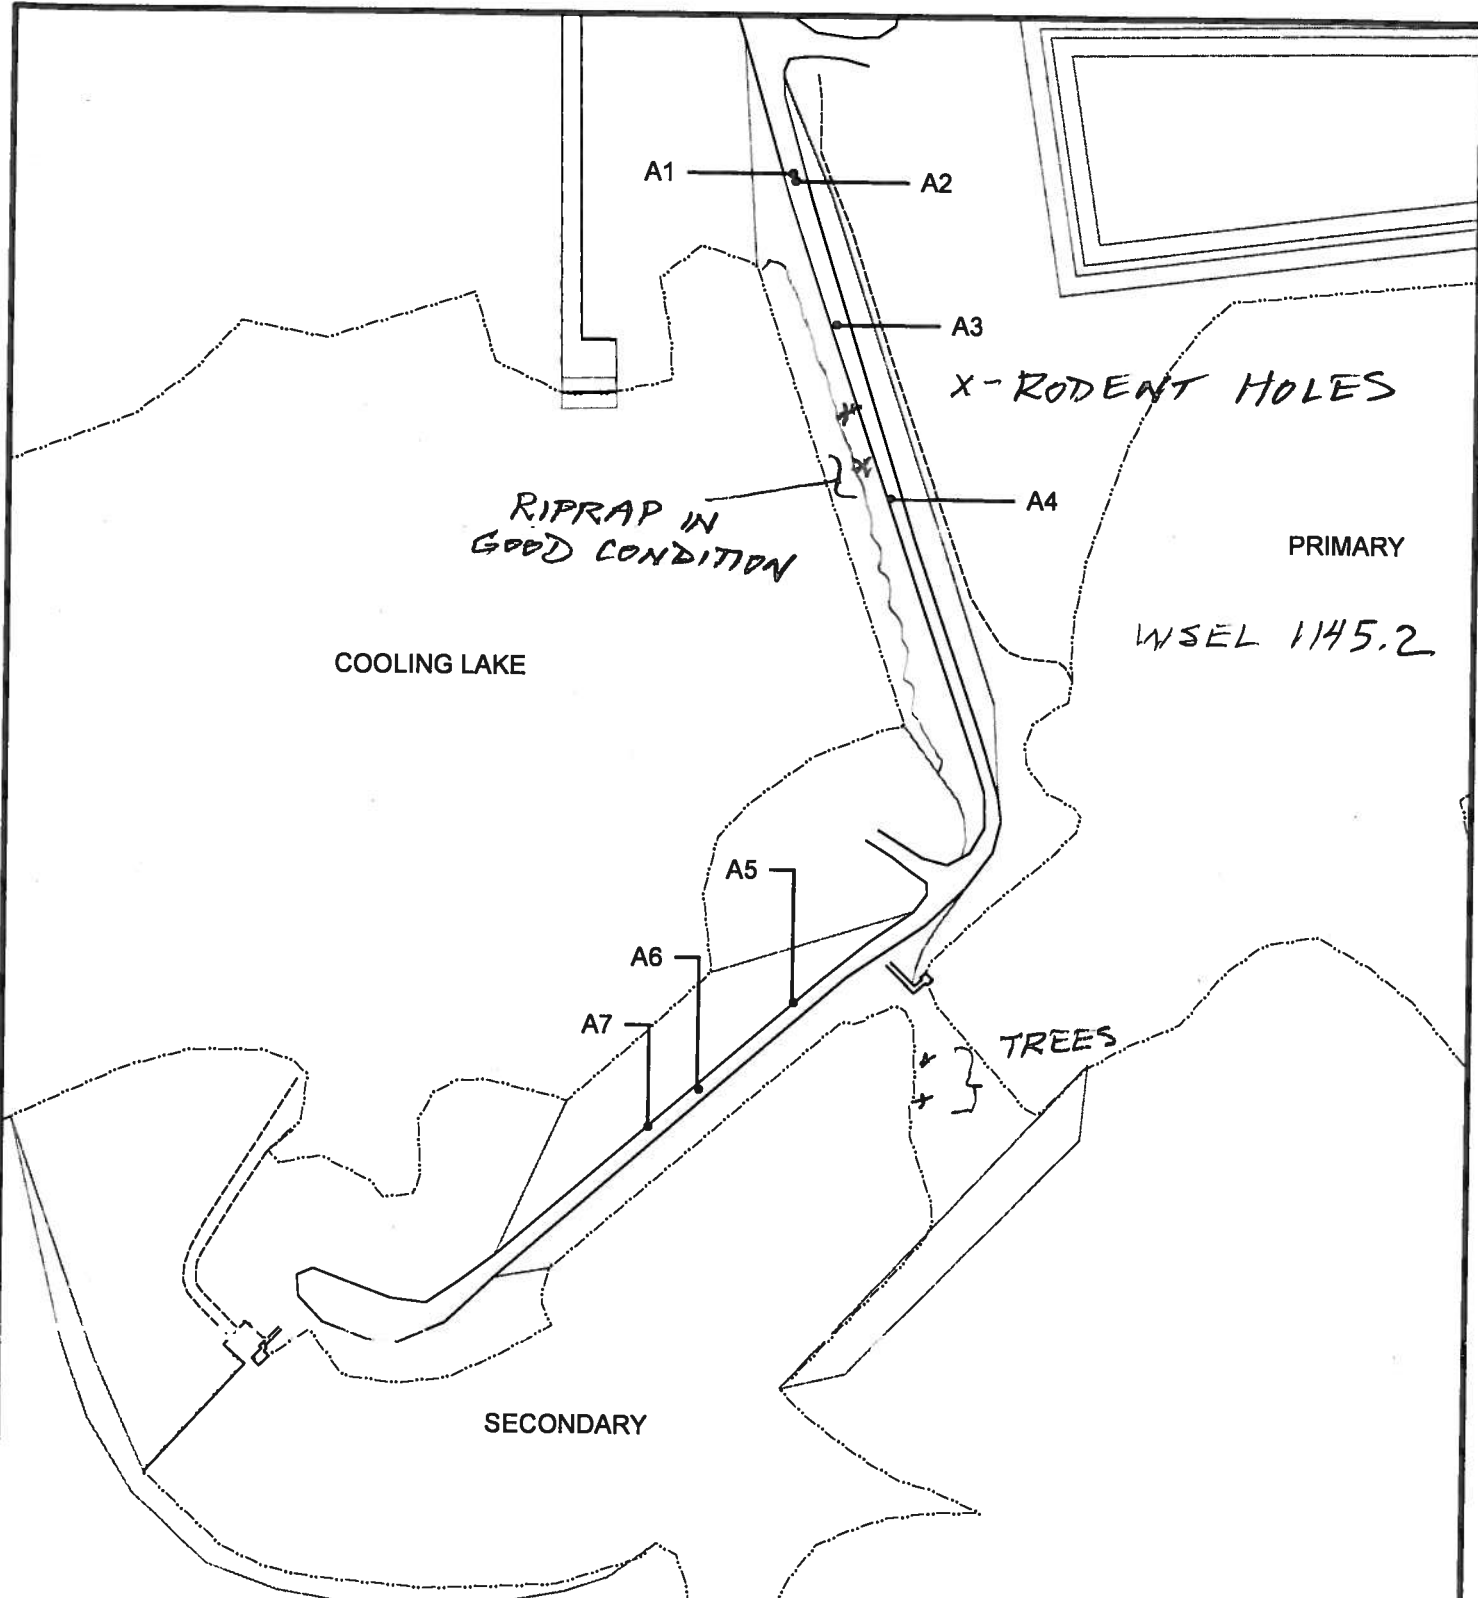 A1
A2
A3
X - RODENT HOLES
RIPRAP IN
GOOD CONDITION
A4
PRIMARY
WSEL 1145.2
COOLING LAKE
A5
A6
A7
TREES
SECONDARY